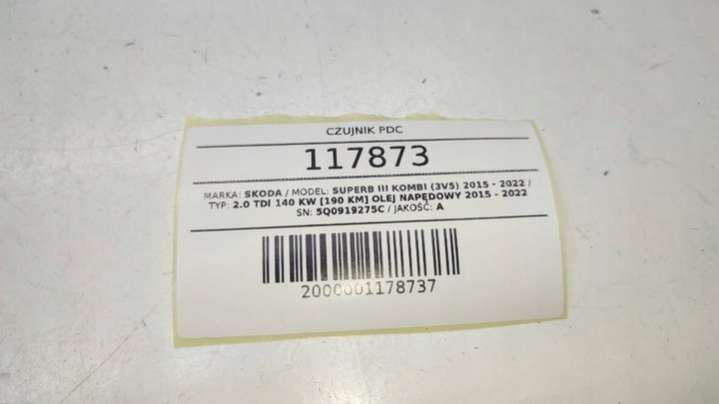 CZUJNIK PDC
117873
MARKA: SKODA / MODEL: SUPERB III KOMBI (3V5) 2015 - 2022 /
TYP: 2.0 TDI 140 KW [190 KM] OLEJ NAPĘDOWY 2015 - 2022
SN: 5Q0919275C / JAKOŚĆ: A
2000001178737